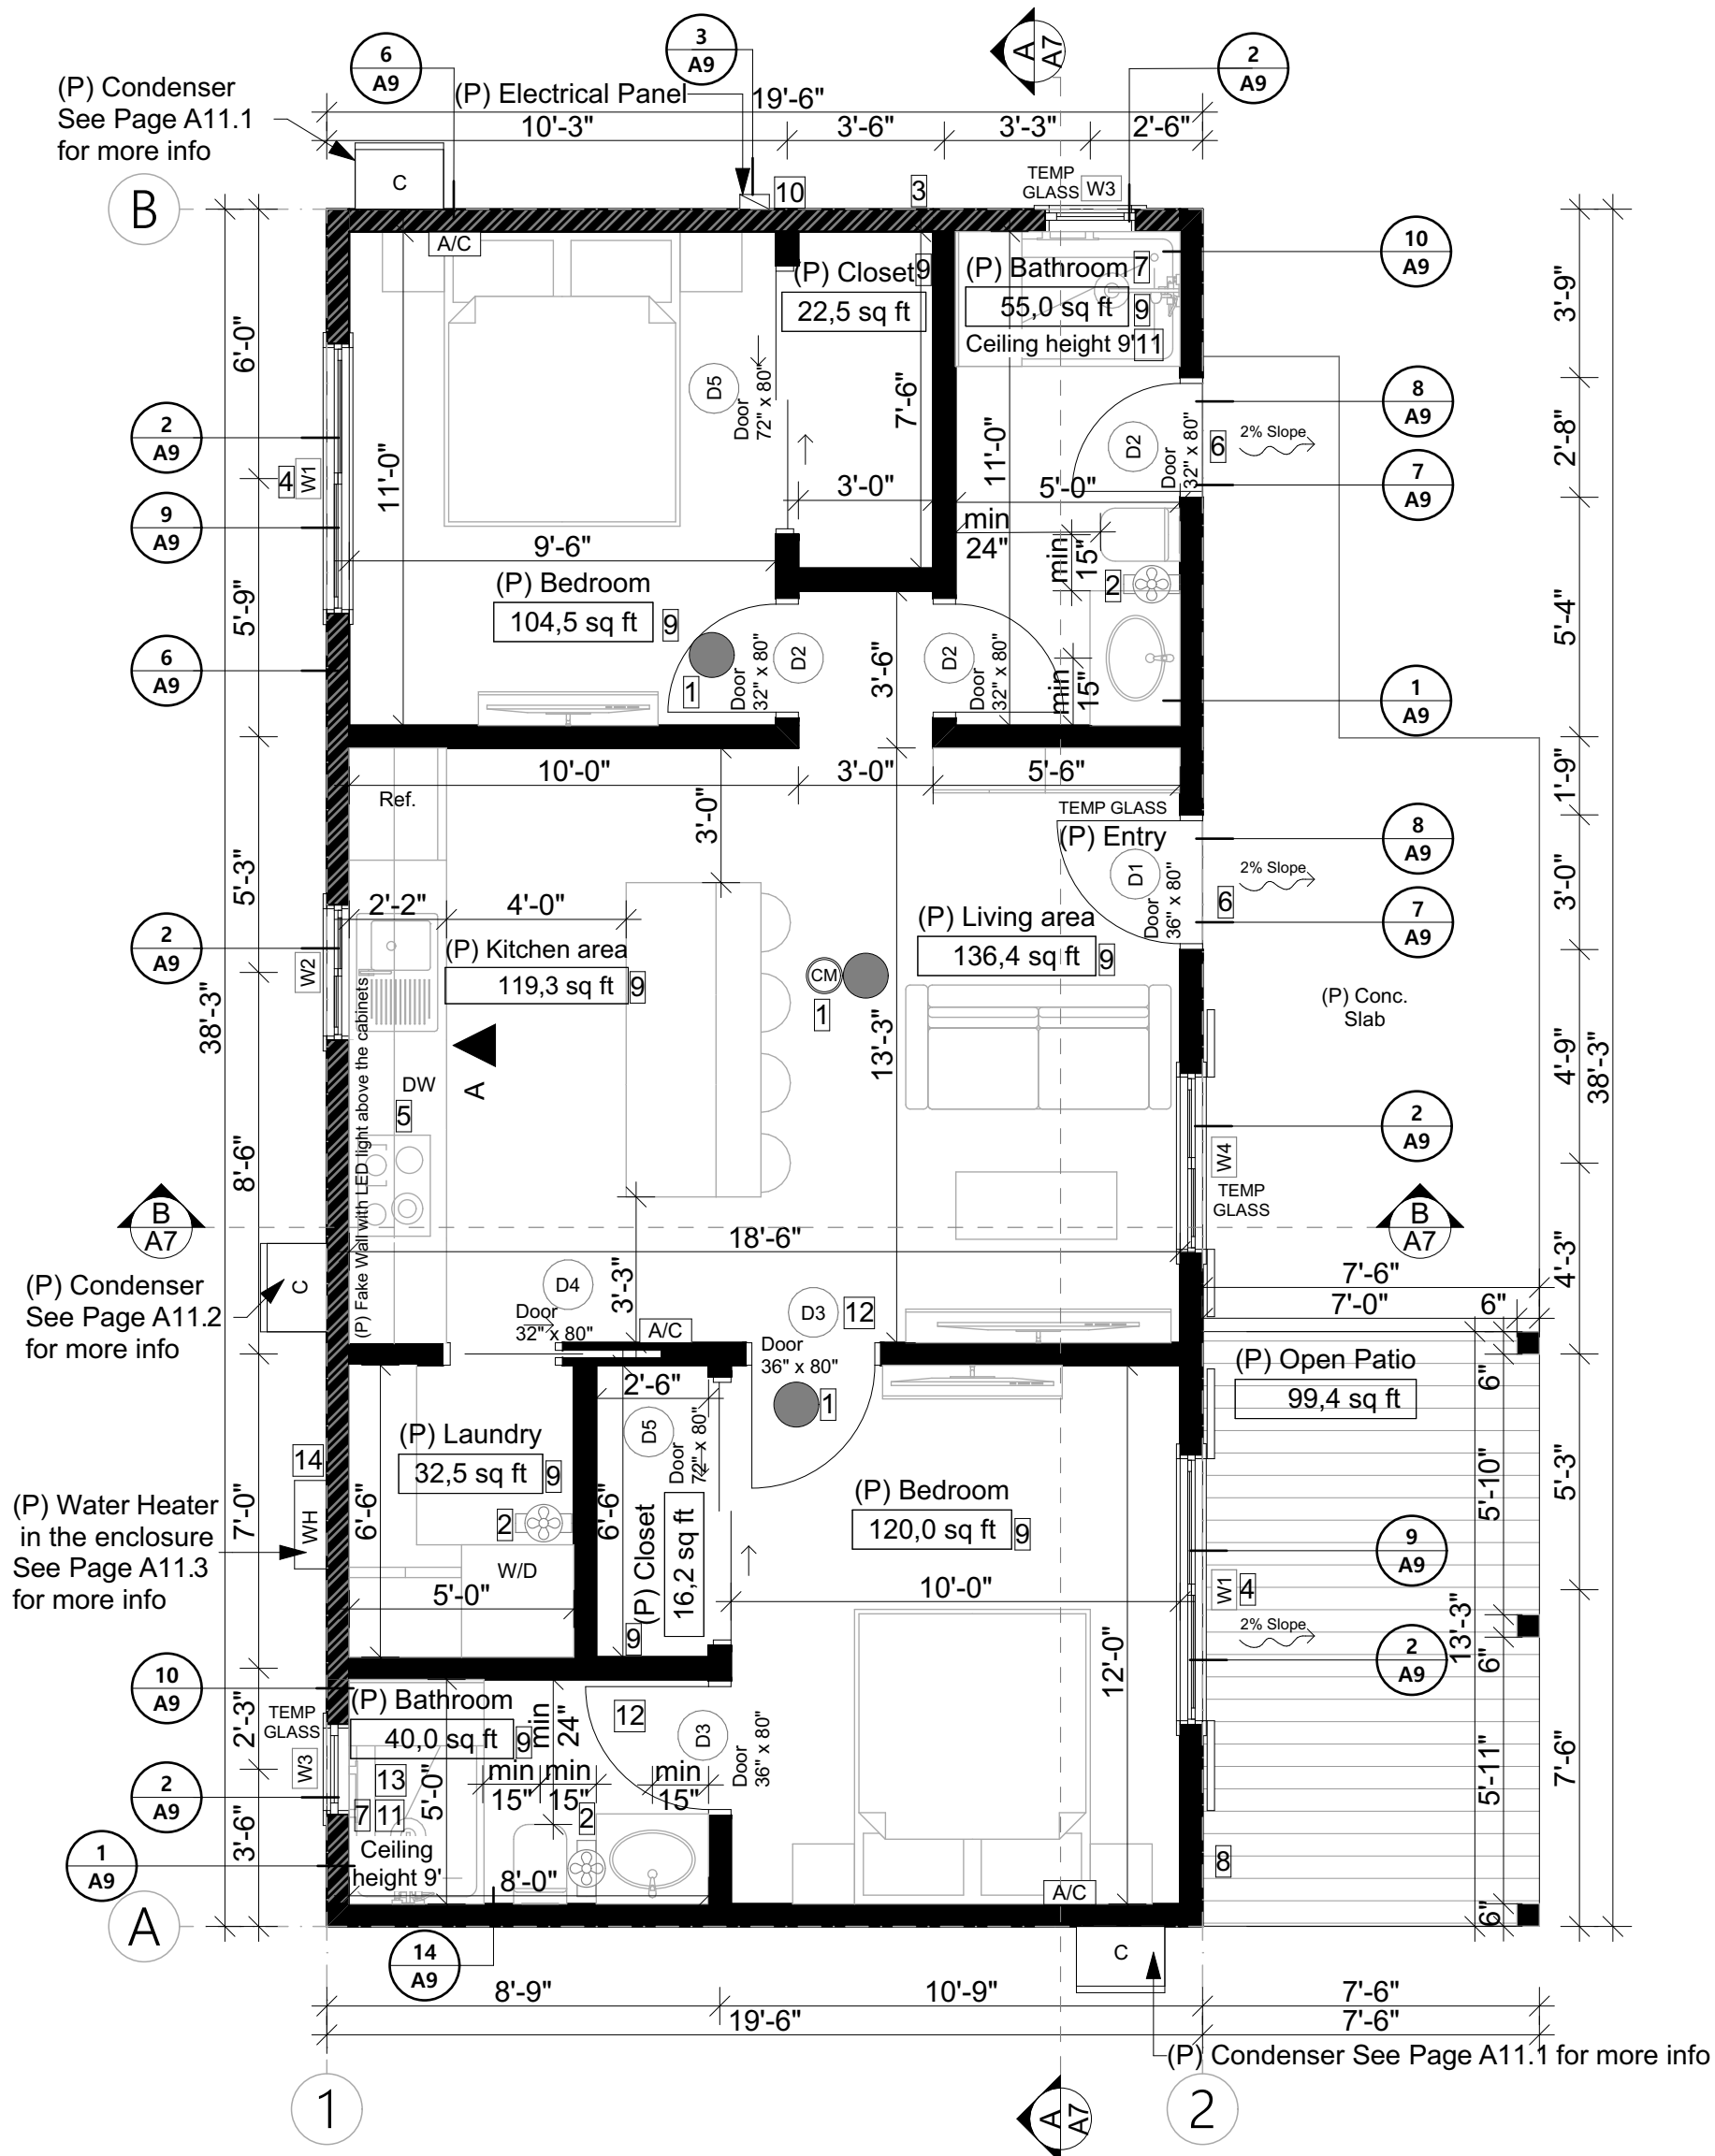 6
A9
3
A9
A
A7
2
A9
(P) Condenser
See Page A11.1
for more info
(P) Electrical Panel
19'-6"
10'-3"
3'-6"
3'-3"
2'-6"
C
10
3
TEMP
GLASS
W3
B
A/C
(P) Closet
9
22,5 sq ft
(P) Bathroom
7
55,0 sq ft
9
Ceiling height 9'
11
10
A9
3'-9"
6'-0"
D5
Door
72" x 80"
7'-6"
11'-0"
11'-0"
8
A9
2
A9
D2
Door
32" x 80"
6
2% Slope
2'-8"
4
W1
3'-0"
5'-0"
7
A9
9
A9
min
24"
min
15"
9'-6"
(P) Bedroom
104,5 sq ft
9
2
5'-9"
5'-4"
6
A9
1
Door
32" x 80"
D2
3'-6"
D2
Door
32" x 80"
min
15"
1
A9
10'-0"
3'-0"
5'-6"
1'-9"
Ref.
3'-0"
TEMP GLASS
(P) Entry
8
A9
D1
Door
36" x 80"
6
2% Slope
3'-0"
5'-3"
2'-2"
4'-0"
(P) Living area
136,4 sq ft
9
7
A9
2
A9
W2
(P) Kitchen area
119,3 sq ft
9
CM
1
(P) Conc.
Slab
38'-3"
13'-3"
4'-9"
38'-3"
(P) Fake Wall with LED light above the cabinets
A
DW
5
2
A9
8'-6"
W4
TEMP
GLASS
B
A7
B
A7
18'-6"
(P) Condenser
See Page A11.2
for more info
C
D4
3'-3"
Door
32" x 80"
A/C
D3
12
Door
36" x 80"
7'-6"
7'-0"
6"
4'-3"
(P) Open Patio
99,4 sq ft
6"
2'-6"
1
(P) Laundry
32,5 sq ft
9
D5
Door
72" x 80"
14
(P) Water Heater
in the enclosure
See Page A11.3
for more info
WH
7'-0"
6'-6"
2
6'-6"
(P) Closet
16,2 sq ft
9
(P) Bedroom
120,0 sq ft
9
5'-10"
5'-3"
9
A9
W/D
5'-0"
10'-0"
W1
4
2% Slope
13'-3"
6"
2
A9
12'-0"
10
A9
(P) Bathroom
40,0 sq ft
9
min
24"
12
D3
Door
36" x 80"
TEMP
GLASS
W3
2'-3"
13
7
11
5'-0"
min
15"
min
15"
min
15"
2
2
A9
5'-11"
7'-6"
3'-6"
1
A9
Ceiling
height 9'
8'-0"
A/C
8
6"
A
14
A9
C
8'-9"
10'-9"
7'-6"
19'-6"
7'-6"
(P) Condenser See Page A11.1 for more info
1
A
A7
2